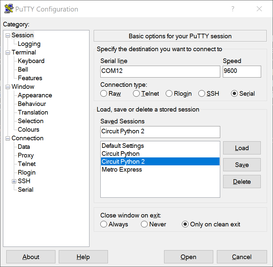 PuTTY Configuration
Category:
Session
Logging
Terminal
Keyboard
Bell
Features
Window
Appearance
Behaviour
Translation
Selection
Colours
Connection
Data
Proxy
Telnet
Rlogin
SSH
Serial
Basic options for your PuTTY session
Specify the destination you want to connect to
Serial line Speed
COM12 9600
Connection type:
Raw Telnet Rlogin SSH Serial
Load, save or delete a stored session
Saved Sessions
Circuit Python 2
Default Settings
Circuit Python
Circuit Python 2
Metro Express
Load
Save
Delete
Close window on exit:
Always Never Only on clean exit
About Help Open Cancel